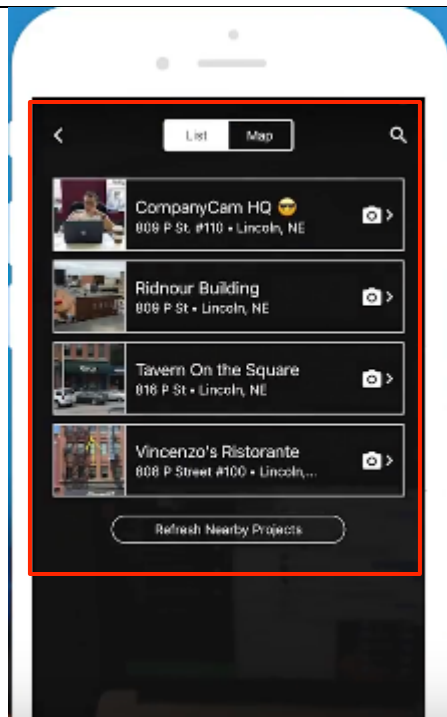 List Map
CompanyCam HQ 😎
809 P St. #110 • Lincoln, NE
Ridnour Building
809 P St • Lincoln, NE
Tavern On the Square
816 P St • Lincoln, NE
Vincenzo's Ristorante
808 P Street #100 • Lincoln,...
Refresh Nearby Projects